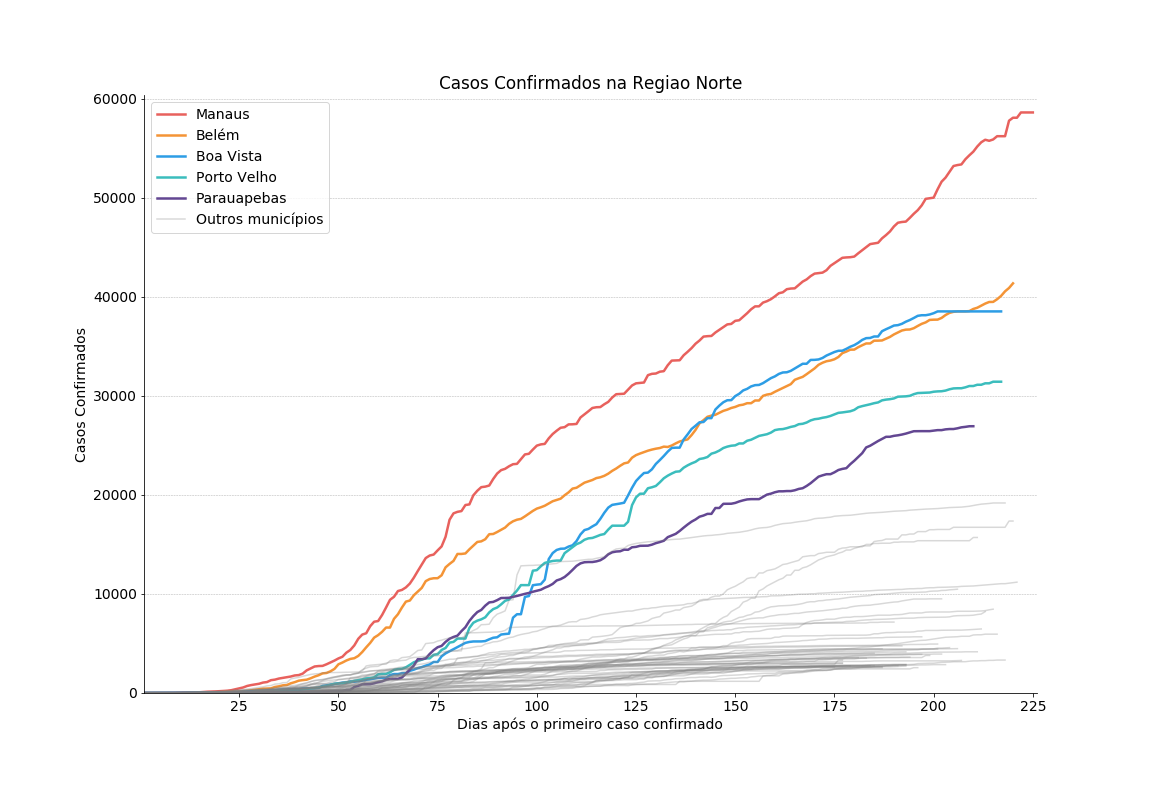 Casos Confirmados na Regiao Norte
60000
50000
40000
30000
20000
10000
0
Casos Confirmados
Manaus
Belém
Boa Vista
Porto Velho
Parauapebas
Outros municípios
25 50 75 100 125 150 175 200 225
Dias após o primeiro caso confirmado